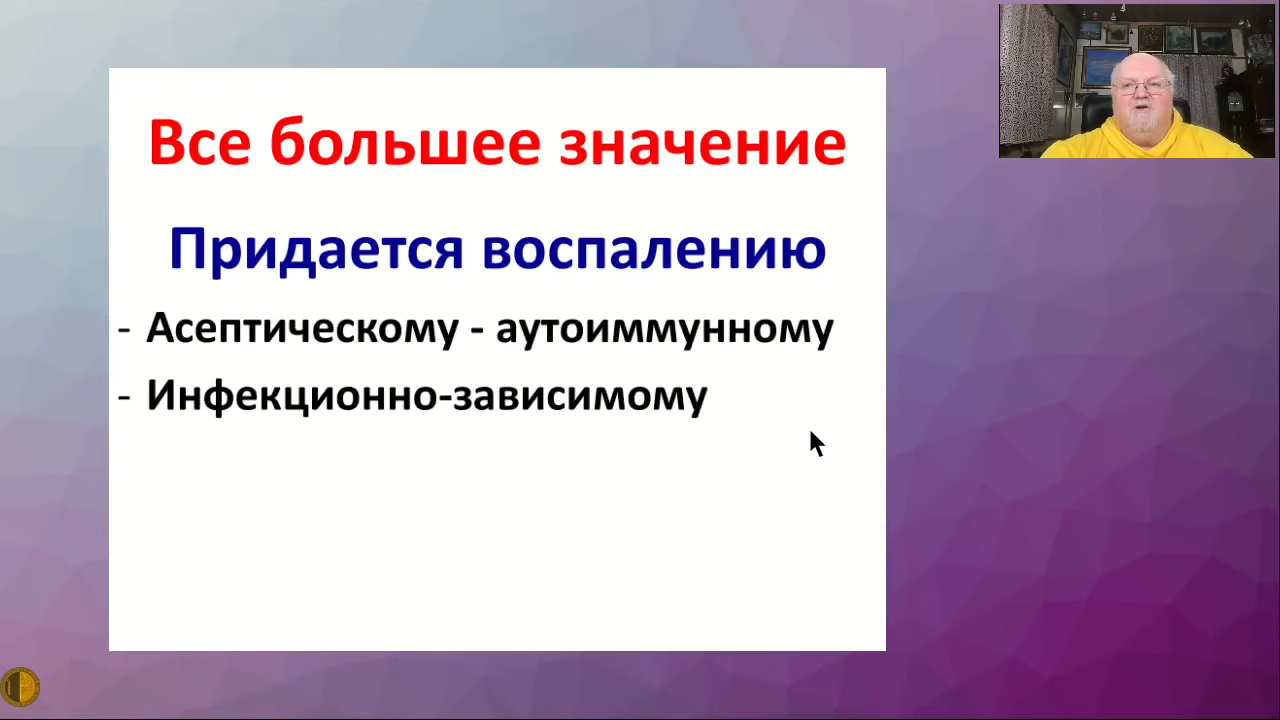 Все большее значение
Придается воспалению
- Асептическому - аутоиммунному
- Инфекционно-зависимому